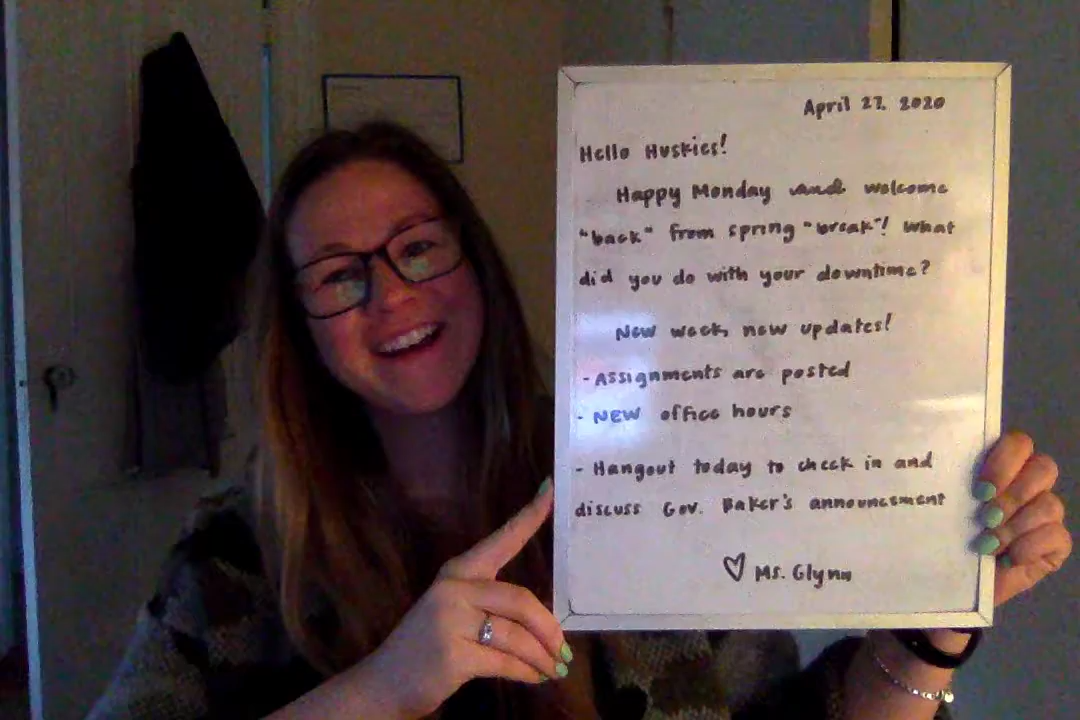 April 27, 2020
Hello Huskies!
Happy Monday and welcome
"back" from spring "break"! What
did you do with your downtime?
New week, new updates!
- Assignments are posted
- NEW office hours
- Hangout today to check in and
discuss Gov. Baker's announcement
♡ Ms. Glynn